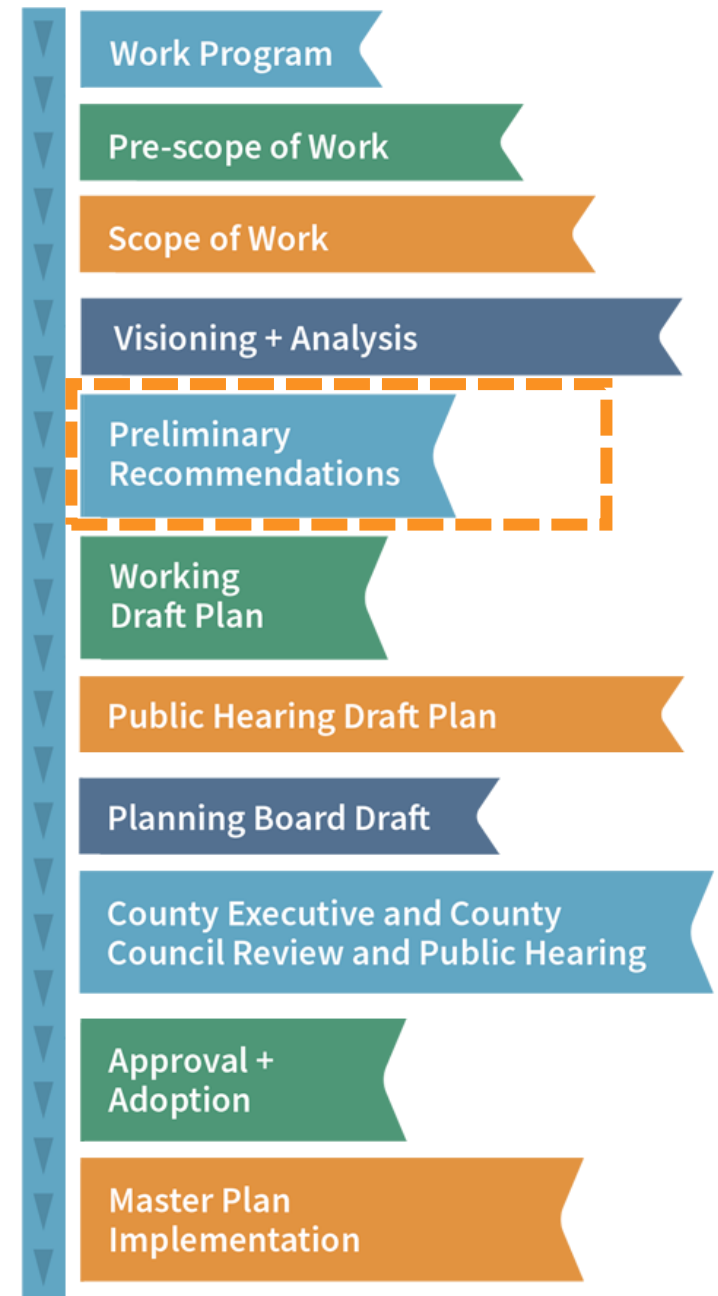 Work Program
Pre-scope of Work
Scope of Work
Visioning + Analysis
Preliminary
Recommendations
Working
Draft Plan
Public Hearing Draft Plan
Planning Board Draft
County Executive and County
Council Review and Public Hearing
Approval +
Adoption
Master Plan
Implementation